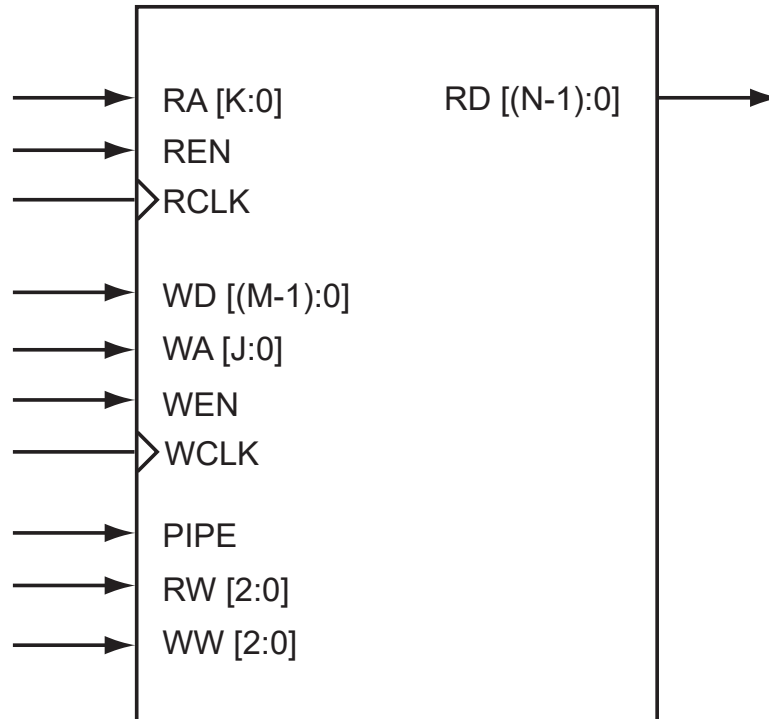 RA [K:0] RD [(N-1):0]
REN
RCLK
WD [(M-1):0]
WA [J:0]
WEN
WCLK
PIPE
RW [2:0]
WW [2:0]